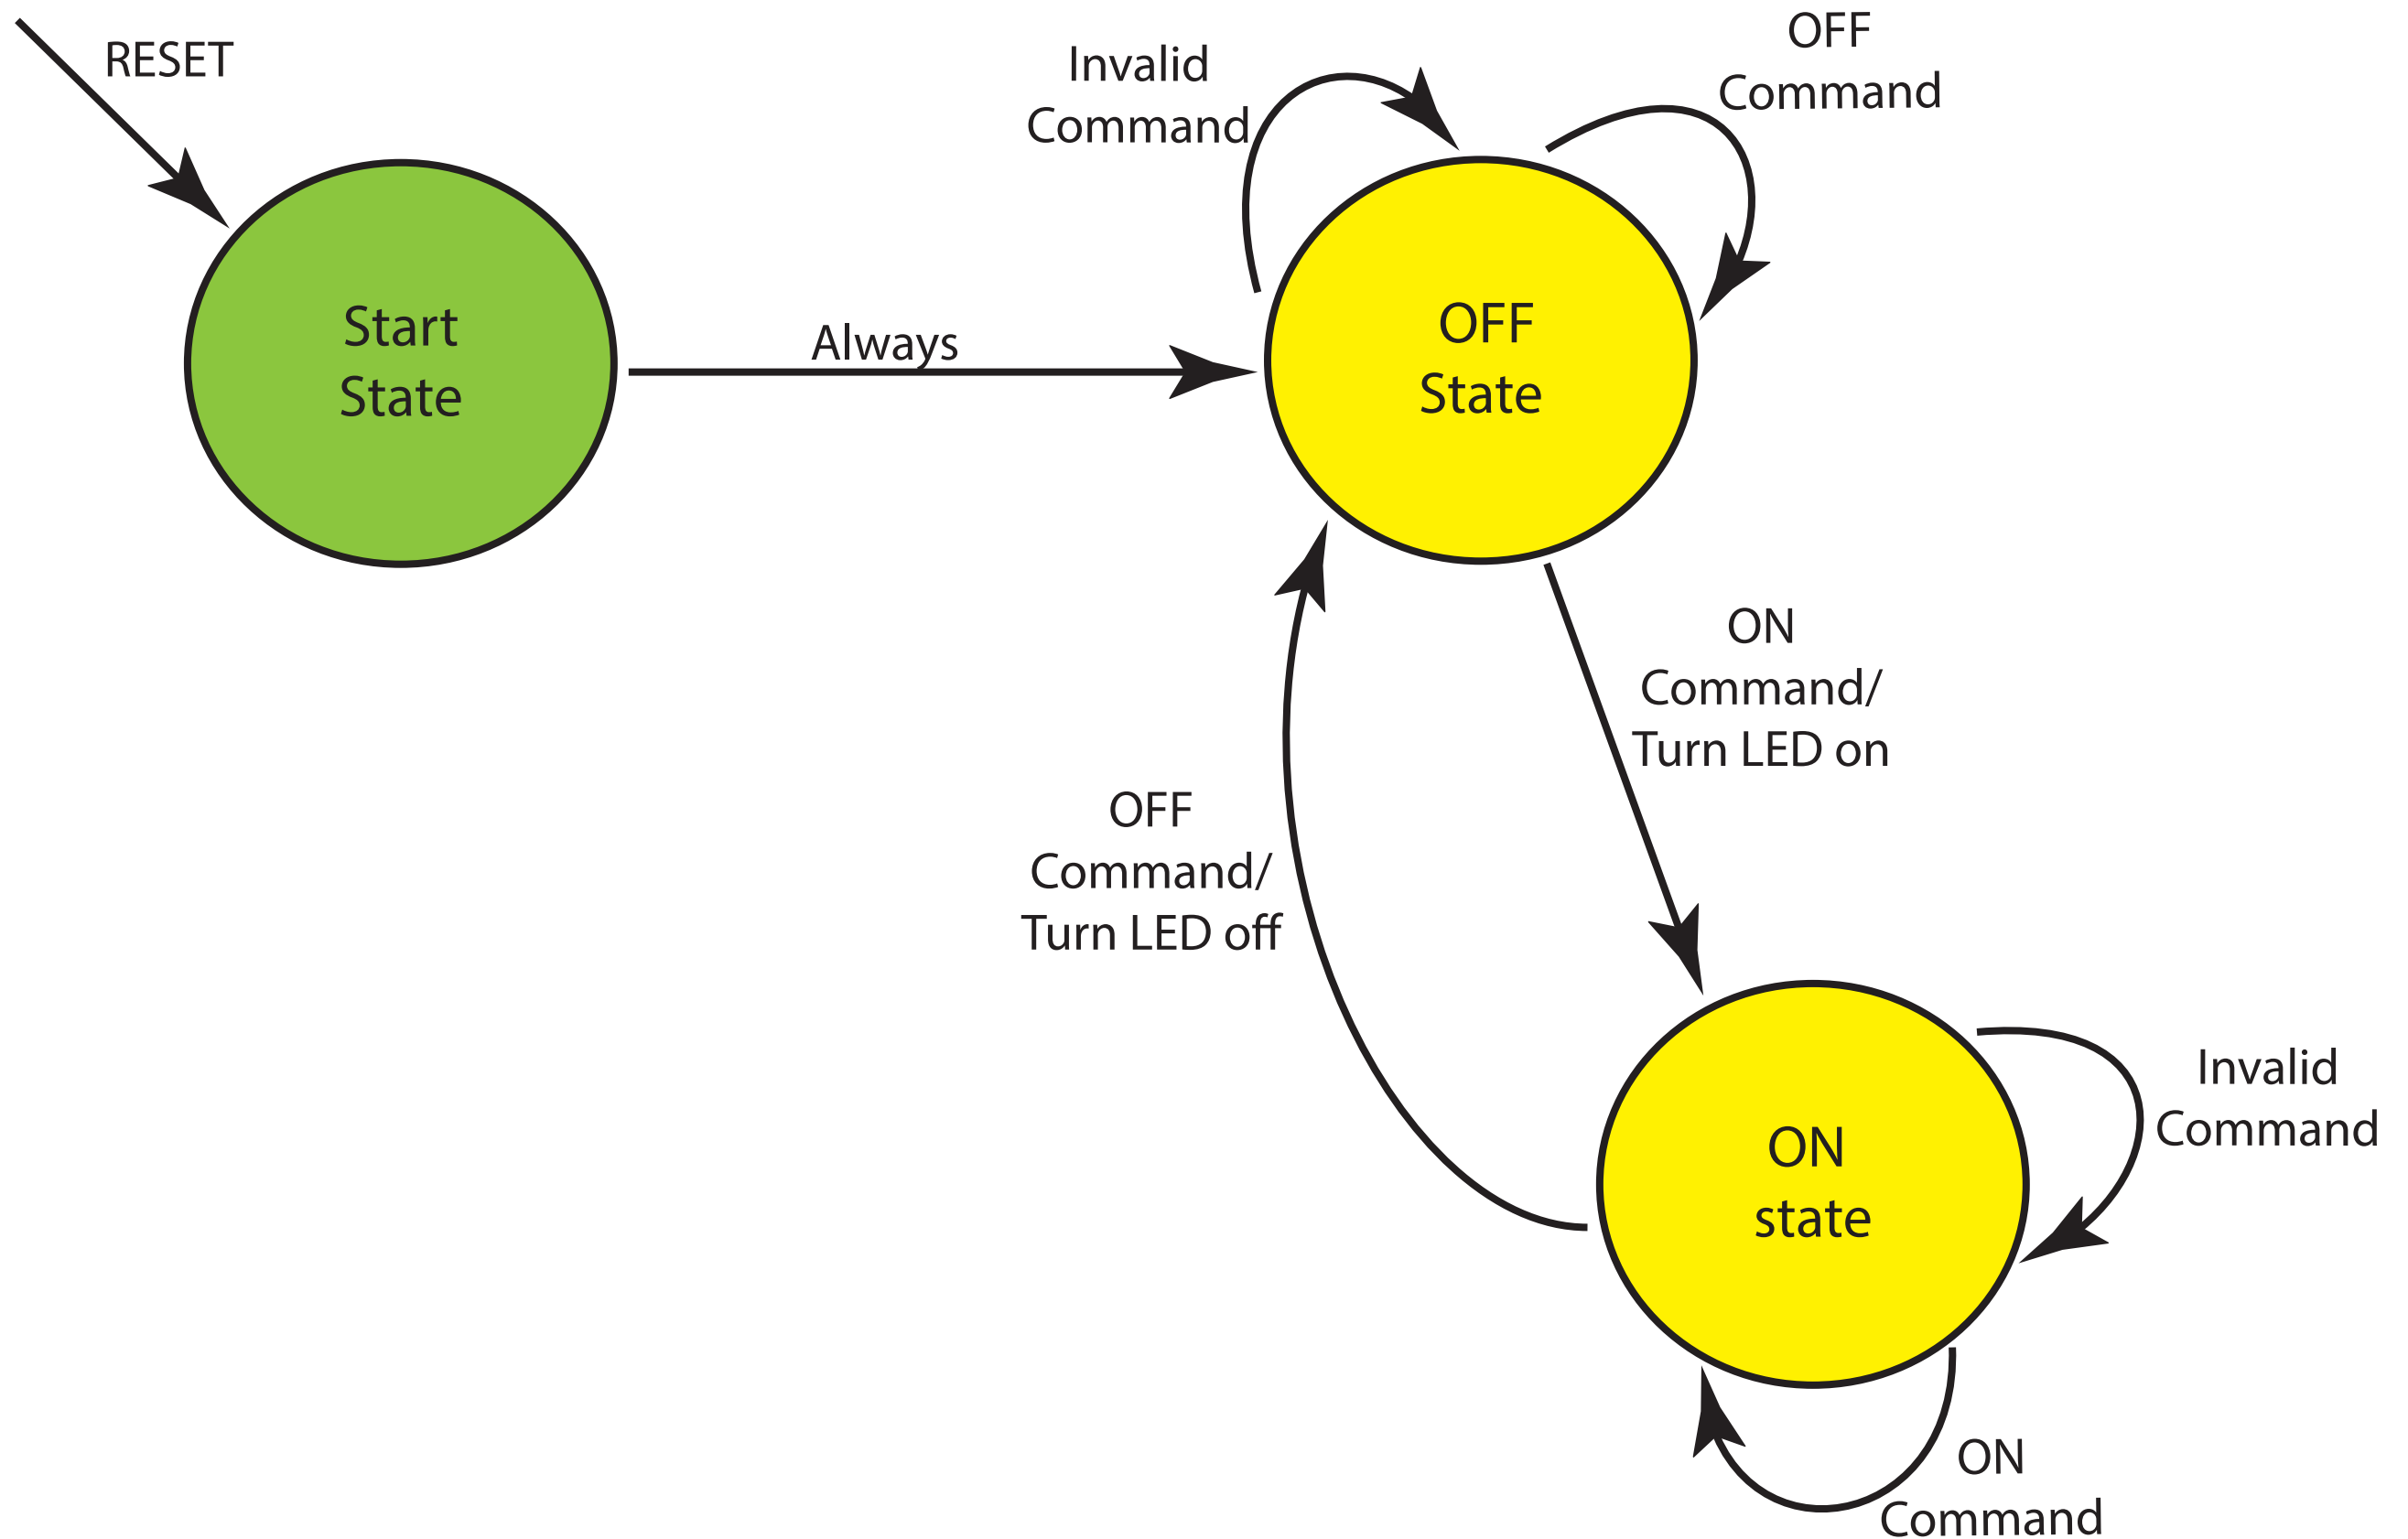 RESET
Invalid
Command
OFF
Command
Start
State
Always
OFF
State
ON
Command/
Turn LED on
OFF
Command/
Turn LED off
Invalid
Command
ON
state
ON
Command